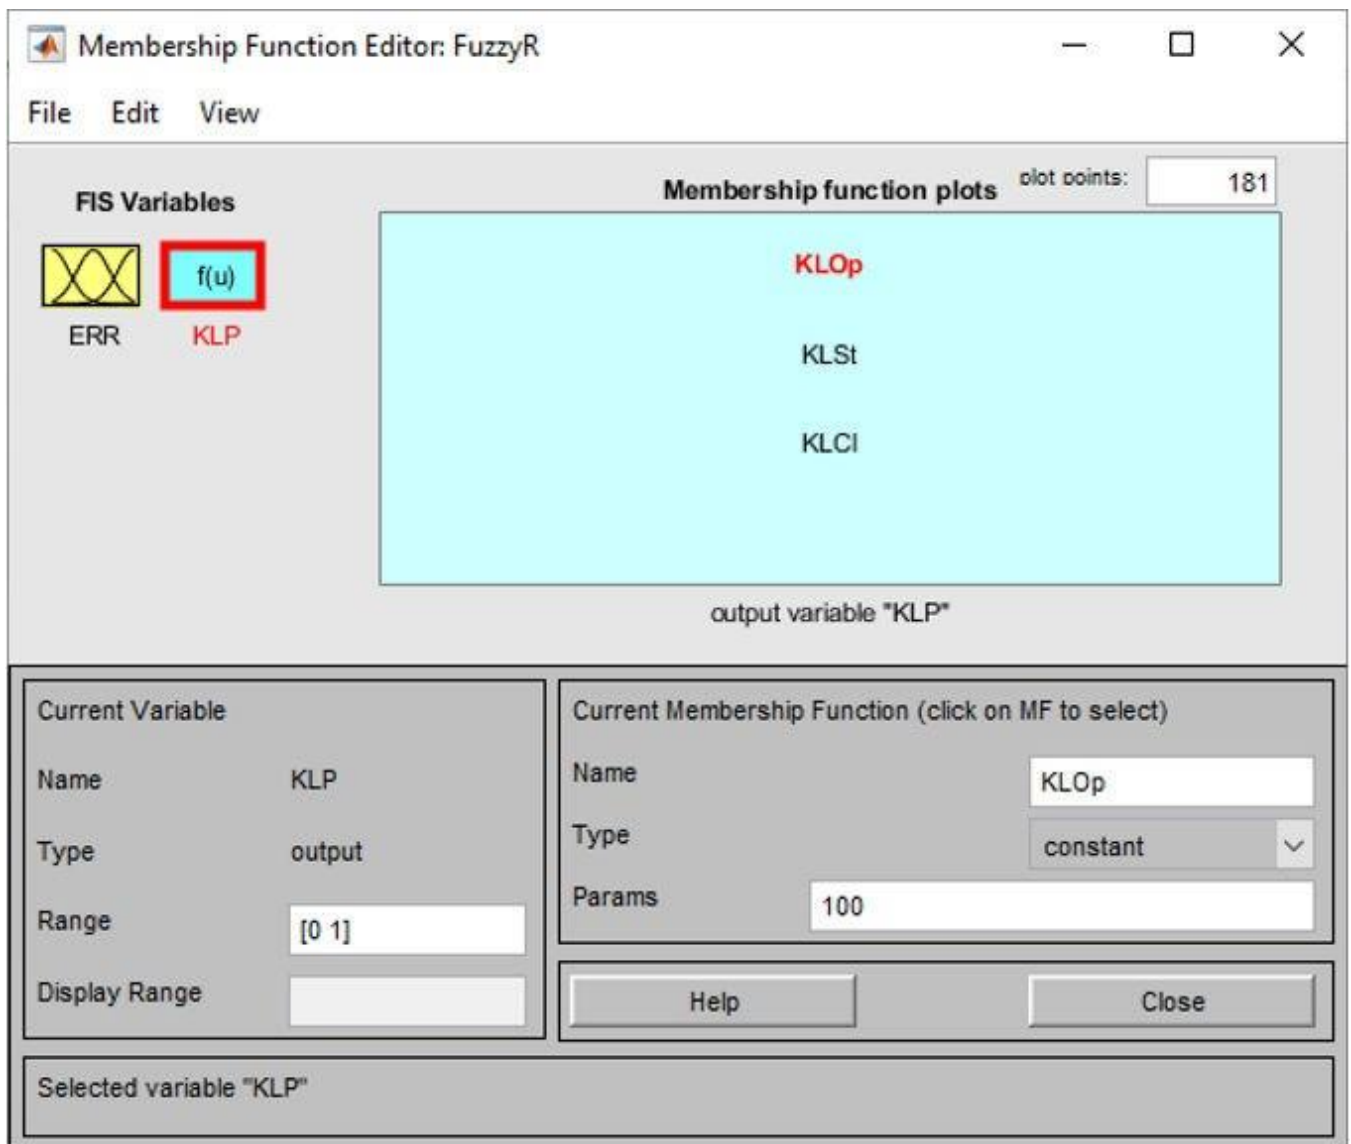 Membership Function Editor: FuzzyR
File Edit View
FIS Variables
f(u)
ERR KLP
Membership function plots
plot points: 181
KLOp
KLSt
KLCl
output variable "KLP"
Current Variable
Name KLP
Type output
Range [0 1]
Display Range
Current Membership Function (click on MF to select)
Name KLOp
Type constant
Params 100
Help Close
Selected variable "KLP"